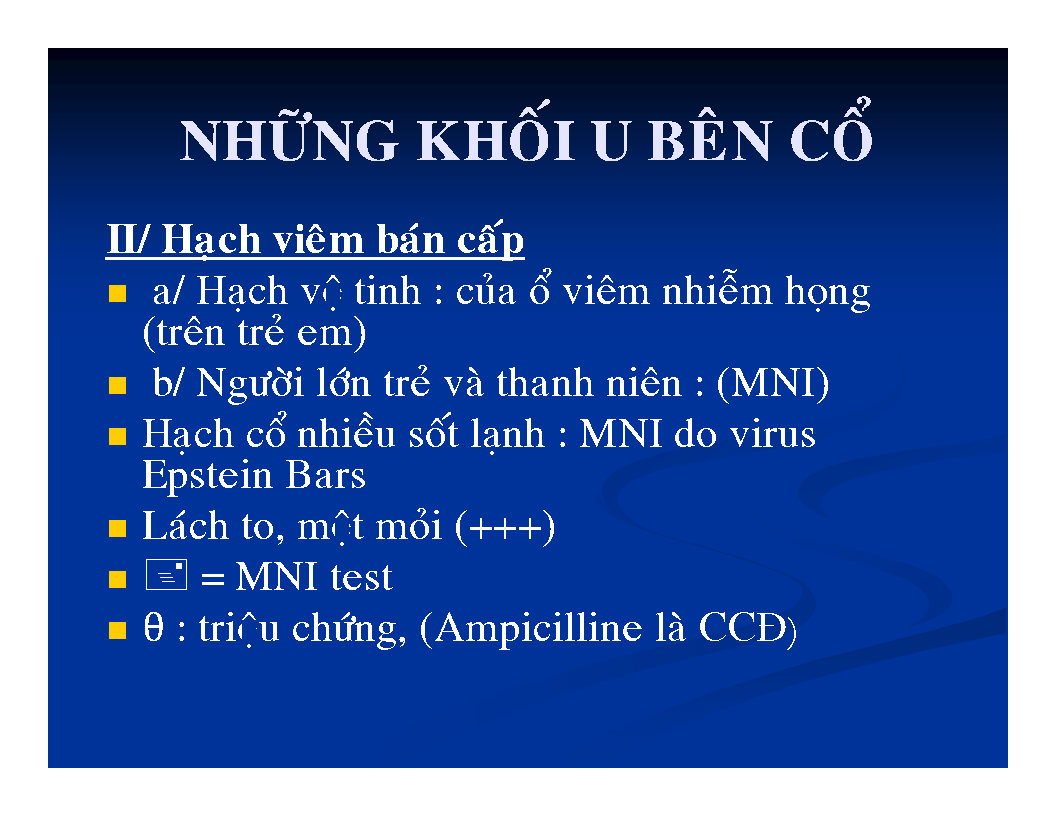 NHỮNG KHỐI U BÊN CỔ
II/ Hạch viêm bán cấp
a/ Hạch vệ tinh : của ổ viêm nhiễm họng
(trên trẻ em)
b/ Người lớn trẻ và thanh niên : (MNI)
Hạch cổ nhiều sốt lạnh : MNI do virus
Epstein Bars
Lách to, mệt mỏi (+++)
= MNI test
θ : triệu chứng, (Ampicilline là CCĐ)